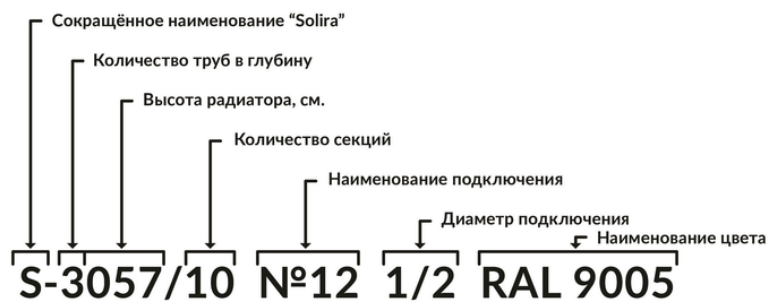 Сокращённое наименование “Solira”
Количество труб в глубину
Высота радиатора, см.
Количество секций
Наименование подключения
Диаметр подключения
Наименование цвета
S-3057/10 №12 1/2 RAL 9005